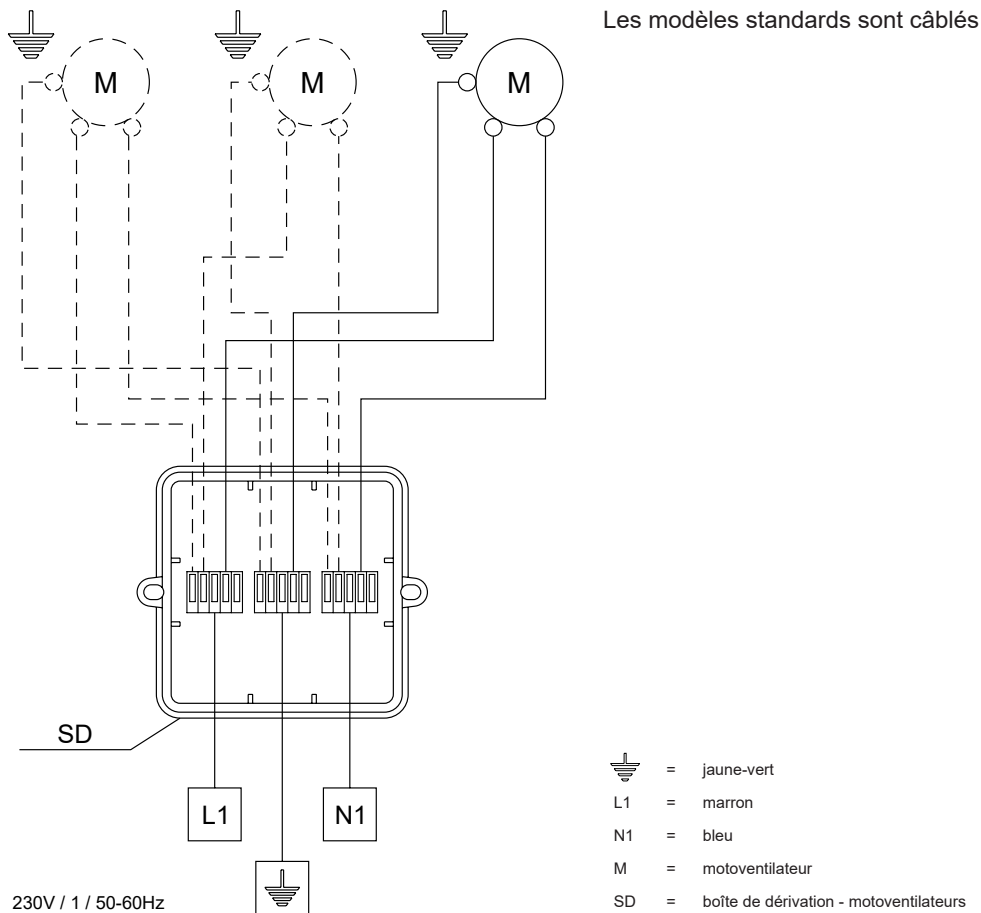 Les modèles standards sont câblés
M M M
SD
L1 N1
230V / 1 / 50-60Hz
= jaune-vert
L1 = marron
N1 = bleu
M = motoventilateur
SD = boîte de dérivation - motoventilateurs